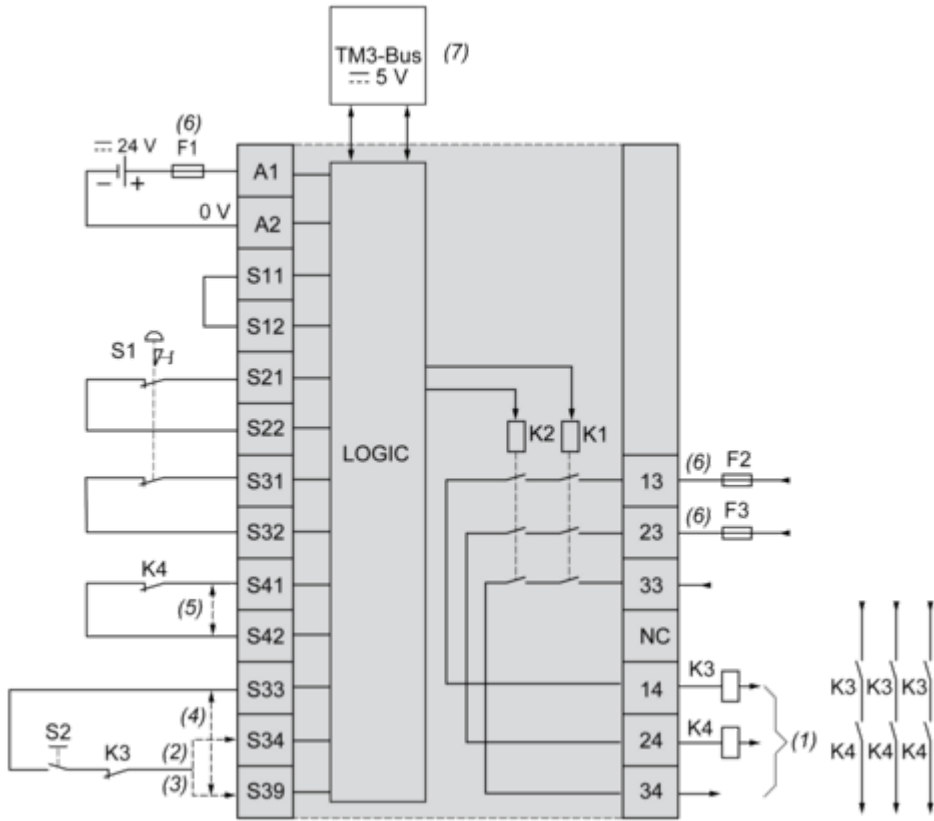 TM3-Bus
⎓ 5 V
(7)
⎓ 24 V
(6)
F1
− +
0 V
A1
A2
S11
S12
S1
S21
S22
S31
S32
K4
S41
(5)
S42
S33
(4)
S2
K3
(2)
S34
(3)
S39
LOGIC
K2
K1
13
(6)
F2
23
(6)
F3
33
NC
14
K3
24
K4
34
(1)
K3 K3 K3
K4 K4 K4